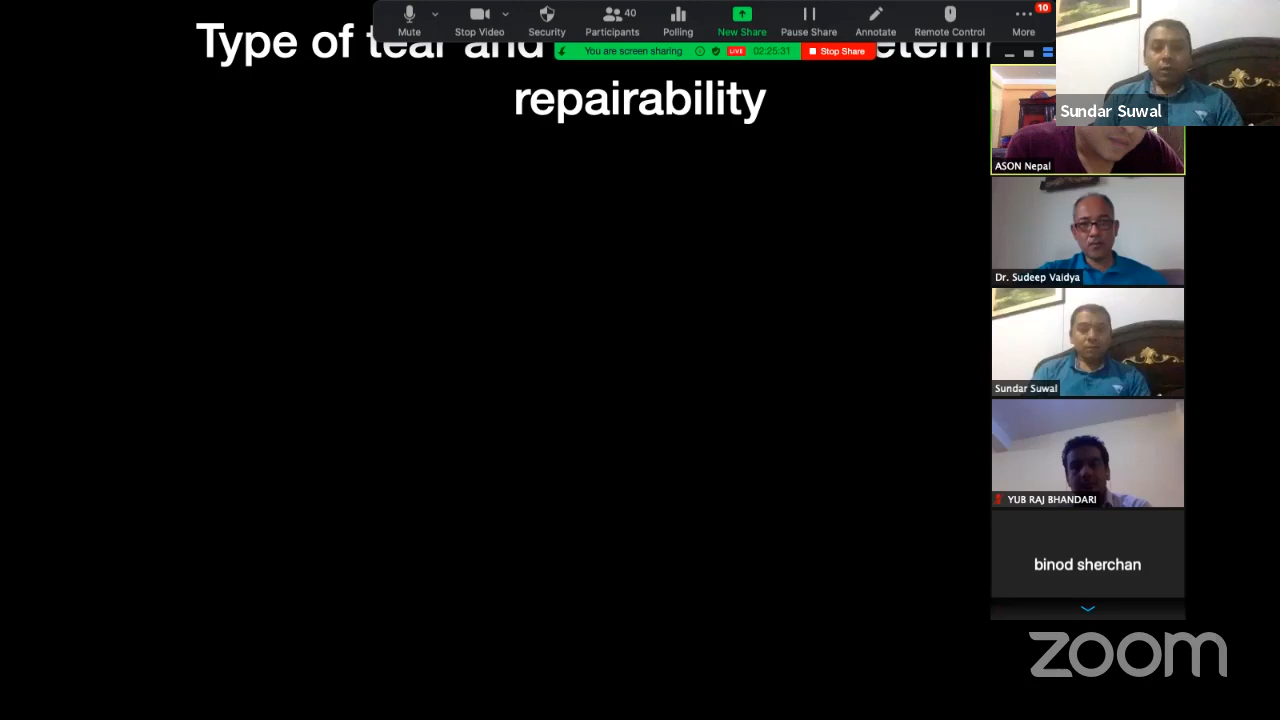 Mute
Stop Video
Security
40
Participants
Polling
New Share
Pause Share
Annotate
Remote Control
10
More
You are screen sharing
LIVE
02:25:31
Stop Share
Type of tear and
repairability
Sundar Suwal
ASON Nepal
Dr. Sudeep Vaidya
Sundar Suwal
YUB RAJ BHANDARI
binod sherchan
zoom